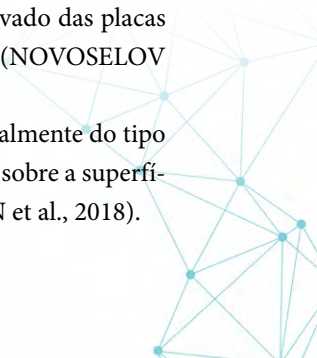 vado das placas
(NOVOSELOV
almente do tipo
sobre a superfí-
et al., 2018).